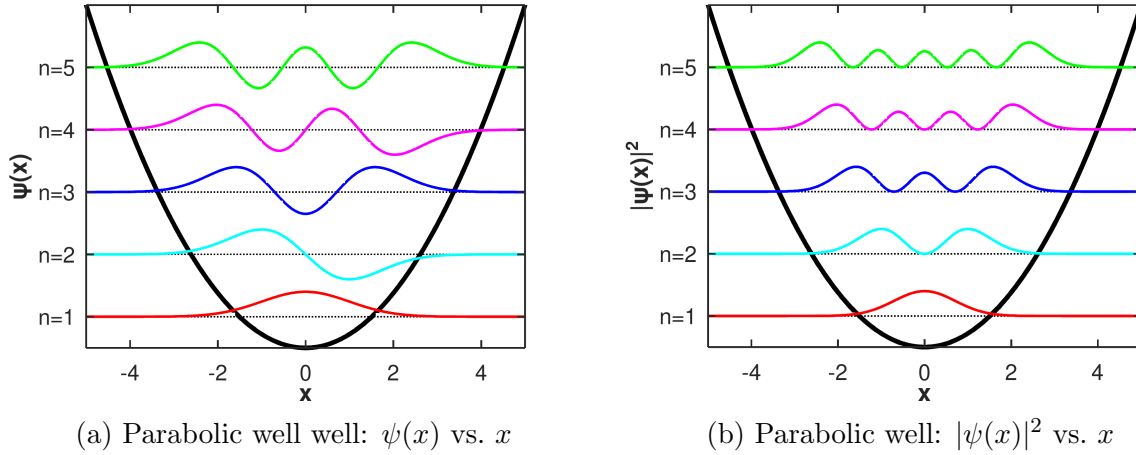 n=5
n=4
n=3
n=2
n=1
ψ(x)
-4 -2 0 2 4
x
(a) Parabolic well well: ψ(x) vs. x
n=5
n=4
n=3
n=2
n=1
|ψ(x)|²
-4 -2 0 2 4
x
(b) Parabolic well: |ψ(x)|² vs. x